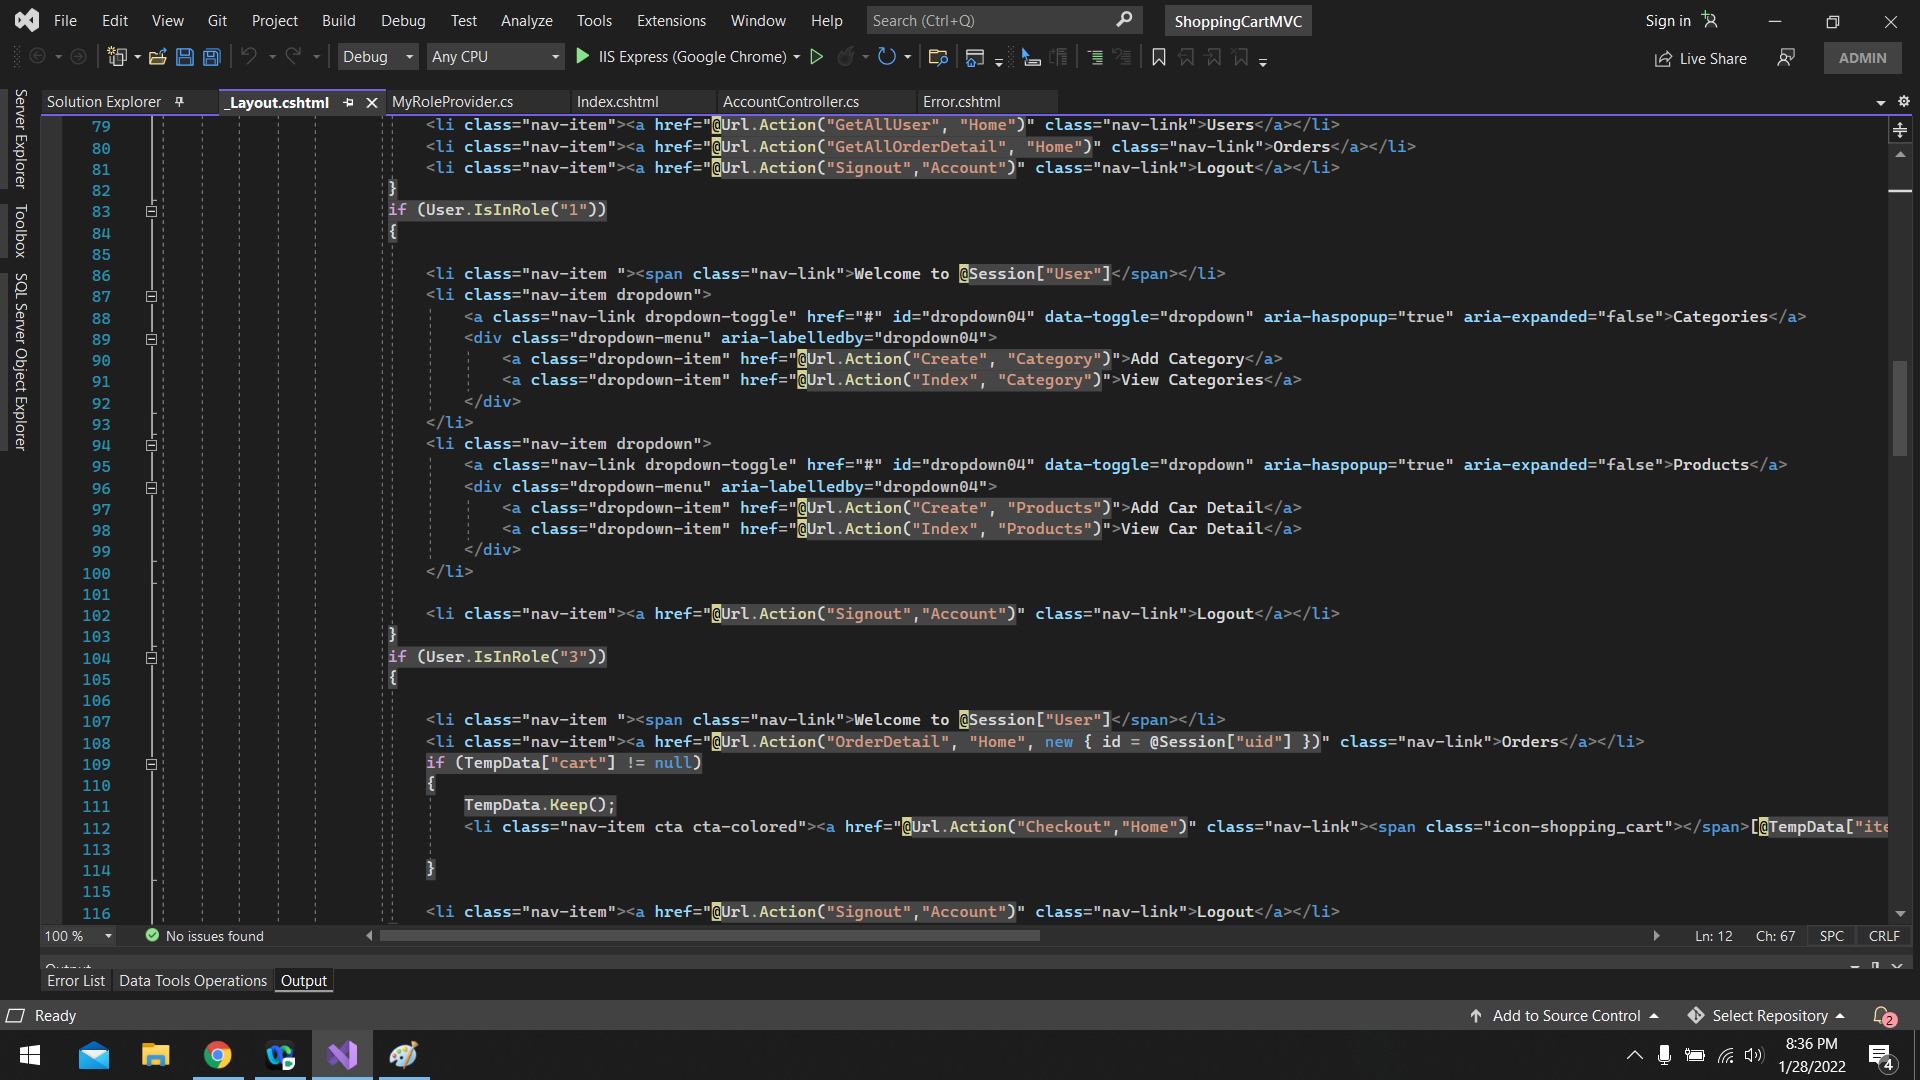 File Edit View Git Project Build Debug Test Analyze Tools Extensions Window Help Search (Ctrl+Q) ShoppingCartMVC Sign in
Debug Any CPU IIS Express (Google Chrome) Live Share ADMIN
Server Explorer
Toolbox
SQL Server Object Explorer
Solution Explorer _Layout.cshtml MyRoleProvider.cs Index.cshtml AccountController.cs Error.cshtml
79 <li class="nav-item"><a href="@Url.Action("GetAllUser", "Home")" class="nav-link">Users</a></li>
80 <li class="nav-item"><a href="@Url.Action("GetAllOrderDetail", "Home")" class="nav-link">Orders</a></li>
81 <li class="nav-item"><a href="@Url.Action("Signout","Account")" class="nav-link">Logout</a></li>
82 }
83 if (User.IsInRole("1"))
84 {
85
86 <li class="nav-item "><span class="nav-link">Welcome to @Session["User"]</span></li>
87 <li class="nav-item dropdown">
88 <a class="nav-link dropdown-toggle" href="#" id="dropdown04" data-toggle="dropdown" aria-haspopup="true" aria-expanded="false">Categories</a>
89 <div class="dropdown-menu" aria-labelledby="dropdown04">
90 <a class="dropdown-item" href="@Url.Action("Create", "Category")">Add Category</a>
91 <a class="dropdown-item" href="@Url.Action("Index", "Category")">View Categories</a>
92 </div>
93 </li>
94 <li class="nav-item dropdown">
95 <a class="nav-link dropdown-toggle" href="#" id="dropdown04" data-toggle="dropdown" aria-haspopup="true" aria-expanded="false">Products</a>
96 <div class="dropdown-menu" aria-labelledby="dropdown04">
97 <a class="dropdown-item" href="@Url.Action("Create", "Products")">Add Car Detail</a>
98 <a class="dropdown-item" href="@Url.Action("Index", "Products")">View Car Detail</a>
99 </div>
100 </li>
101
102 <li class="nav-item"><a href="@Url.Action("Signout","Account")" class="nav-link">Logout</a></li>
103 }
104 if (User.IsInRole("3"))
105 {
106
107 <li class="nav-item "><span class="nav-link">Welcome to @Session["User"]</span></li>
108 <li class="nav-item"><a href="@Url.Action("OrderDetail", "Home", new { id = @Session["uid"] })" class="nav-link">Orders</a></li>
109 if (TempData["cart"] != null)
110 {
111 TempData.Keep();
112 <li class="nav-item cta cta-colored"><a href="@Url.Action("Checkout","Home")" class="nav-link"><span class="icon-shopping_cart"></span>[@TempData["ite
113
114 }
115
116 <li class="nav-item"><a href="@Url.Action("Signout","Account")" class="nav-link">Logout</a></li>
100 % No issues found Ln: 12 Ch: 67 SPC CRLF
Output
Error List Data Tools Operations Output
Ready Add to Source Control Select Repository 2
8:36 PM
1/28/2022
4